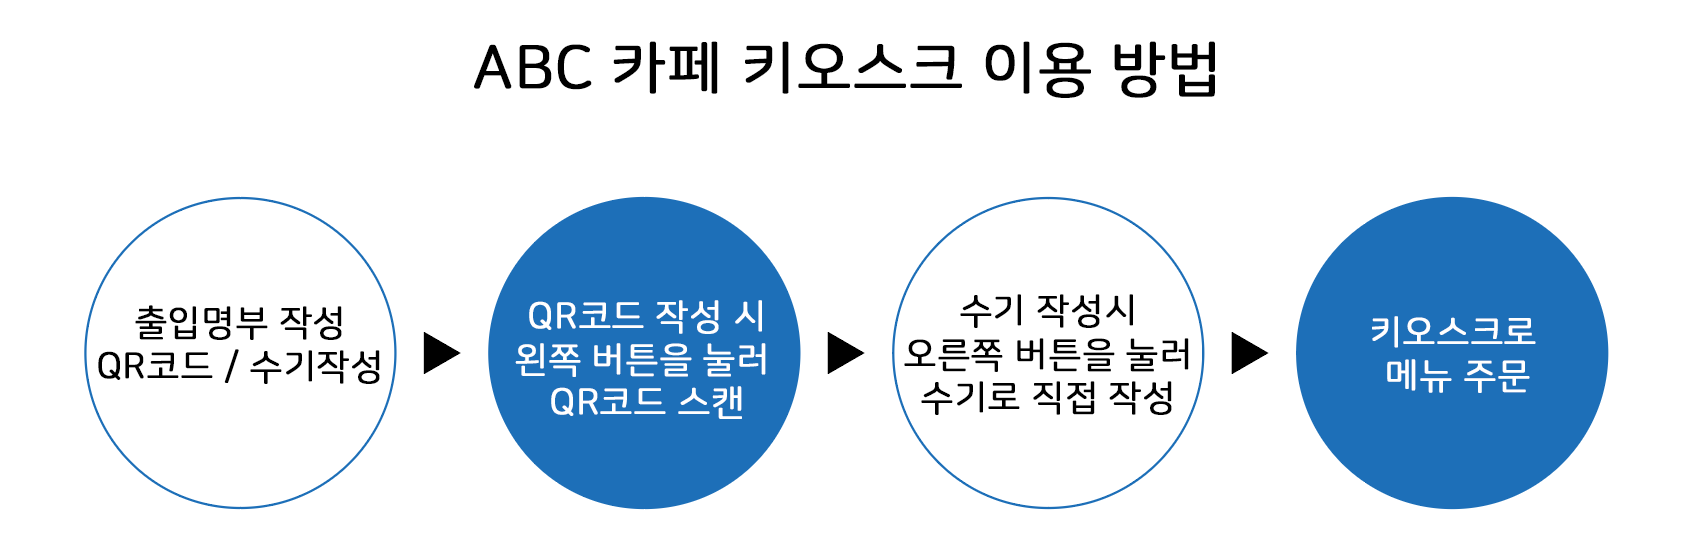 ABC 카페 키오스크 이용 방법
출입명부 작성
QR코드 / 수기작성
QR코드 작성 시
왼쪽 버튼을 눌러
QR코드 스캔
수기 작성시
오른쪽 버튼을 눌러
수기로 직접 작성
키오스크로
메뉴 주문